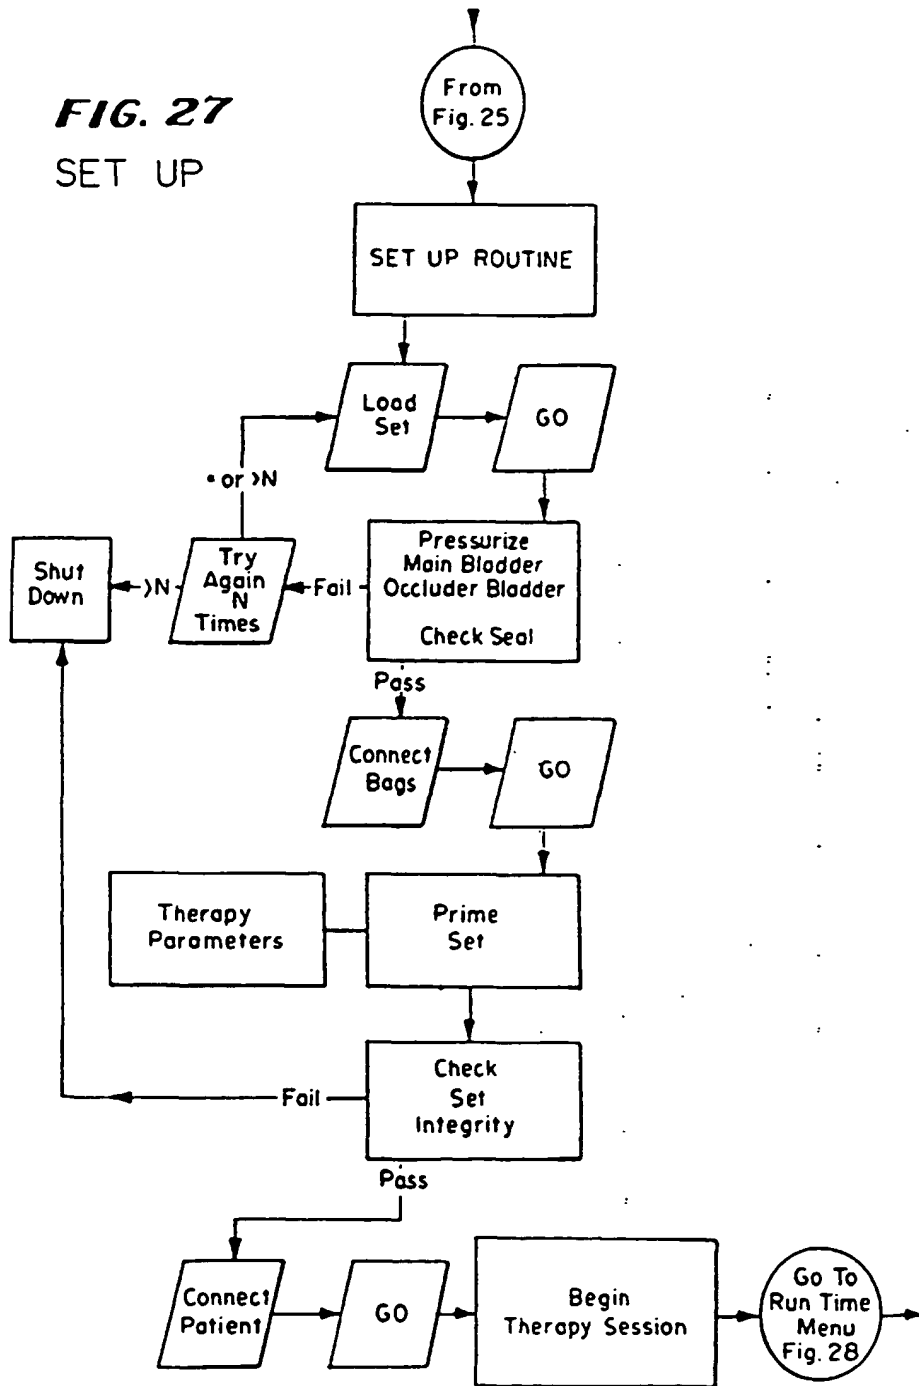 FIG. 27
SET UP
From
Fig. 25
SET UP ROUTINE
Load
Set
GO
• or >N
Pressurize
Main Bladder
Occluder Bladder
Check Seal
Fail
Try
Again
N
Times
>N
Shut
Down
Pass
Connect
Bags
GO
Therapy
Parameters
Prime
Set
Check
Set
Integrity
Fail
Pass
Connect
Patient
GO
Begin
Therapy Session
Go To
Run Time
Menu
Fig. 28